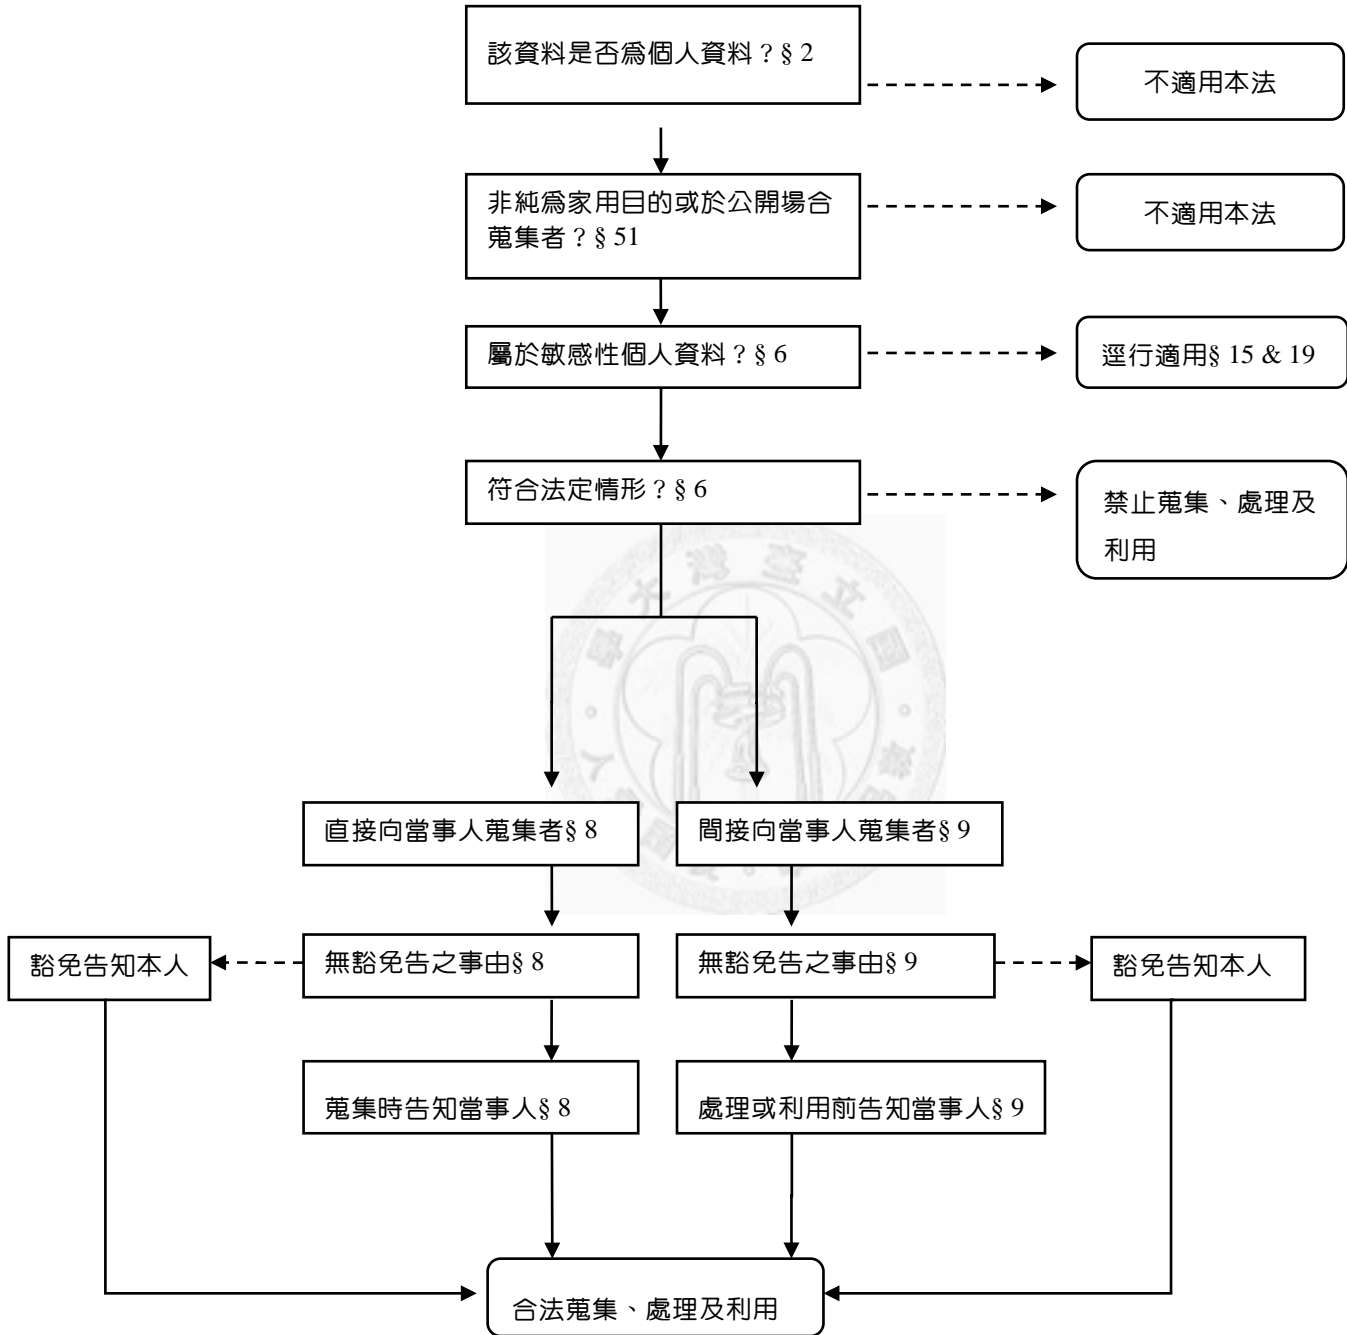 該資料是否為個人資料？§ 2
不適用本法
非純為家用目的或於公開場合
蒐集者？§ 51
不適用本法
屬於敏感性個人資料？§ 6
逕行適用§ 15 & 19
符合法定情形？§ 6
禁止蒐集、處理及
利用
直接向當事人蒐集者§ 8
間接向當事人蒐集者§ 9
豁免告知本人
無豁免告之事由§ 8
無豁免告之事由§ 9
豁免告知本人
蒐集時告知當事人§ 8
處理或利用前告知當事人§ 9
合法蒐集、處理及利用